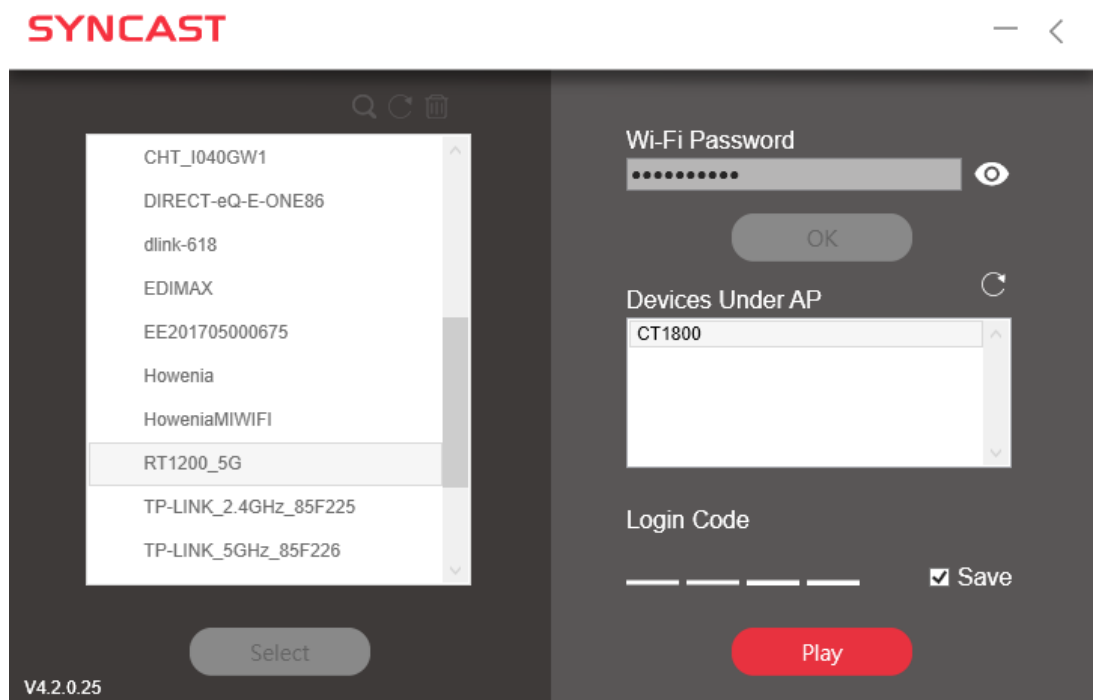 SYNCAST
CHT_I040GW1
DIRECT-eQ-E-ONE86
dlink-618
EDIMAX
EE201705000675
Howenia
HoweniaMIWIFI
RT1200_5G
TP-LINK_2.4GHz_85F225
TP-LINK_5GHz_85F226
Select
V4.2.0.25
Wi-Fi Password
••••••••••
OK
Devices Under AP
CT1800
Login Code
Save
Play